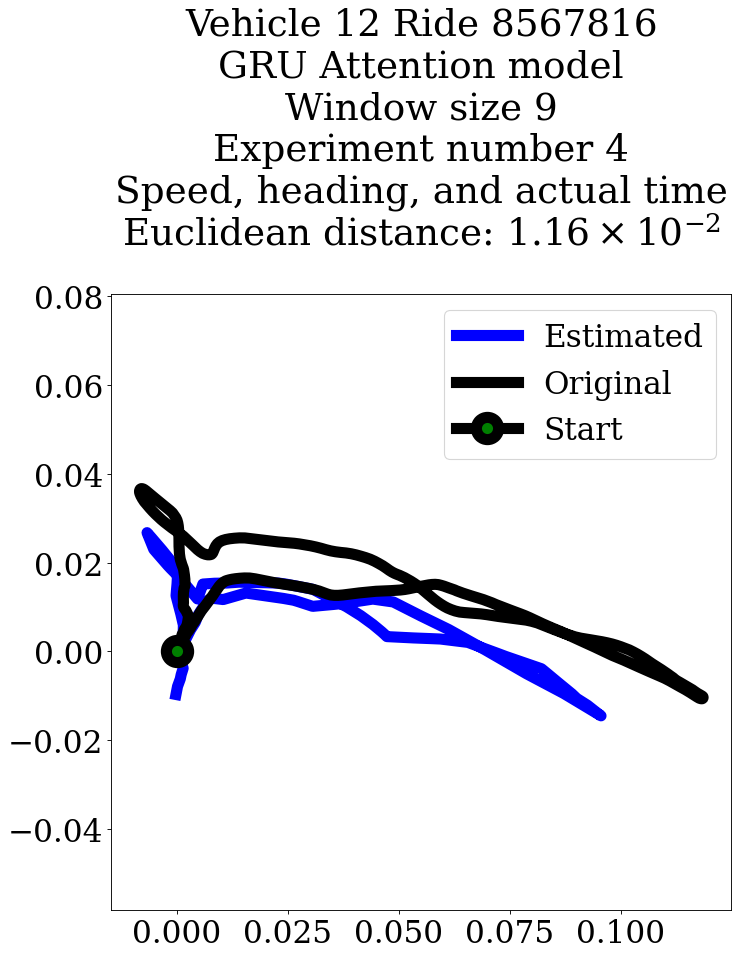 Vehicle 12 Ride 8567816
GRU Attention model
Window size 9
Experiment number 4
Speed, heading, and actual time
Euclidean distance: 1.16 × 10⁻²
Estimated
Original
Start
0.08
0.06
0.04
0.02
0.00
−0.02
−0.04
0.000 0.025 0.050 0.075 0.100